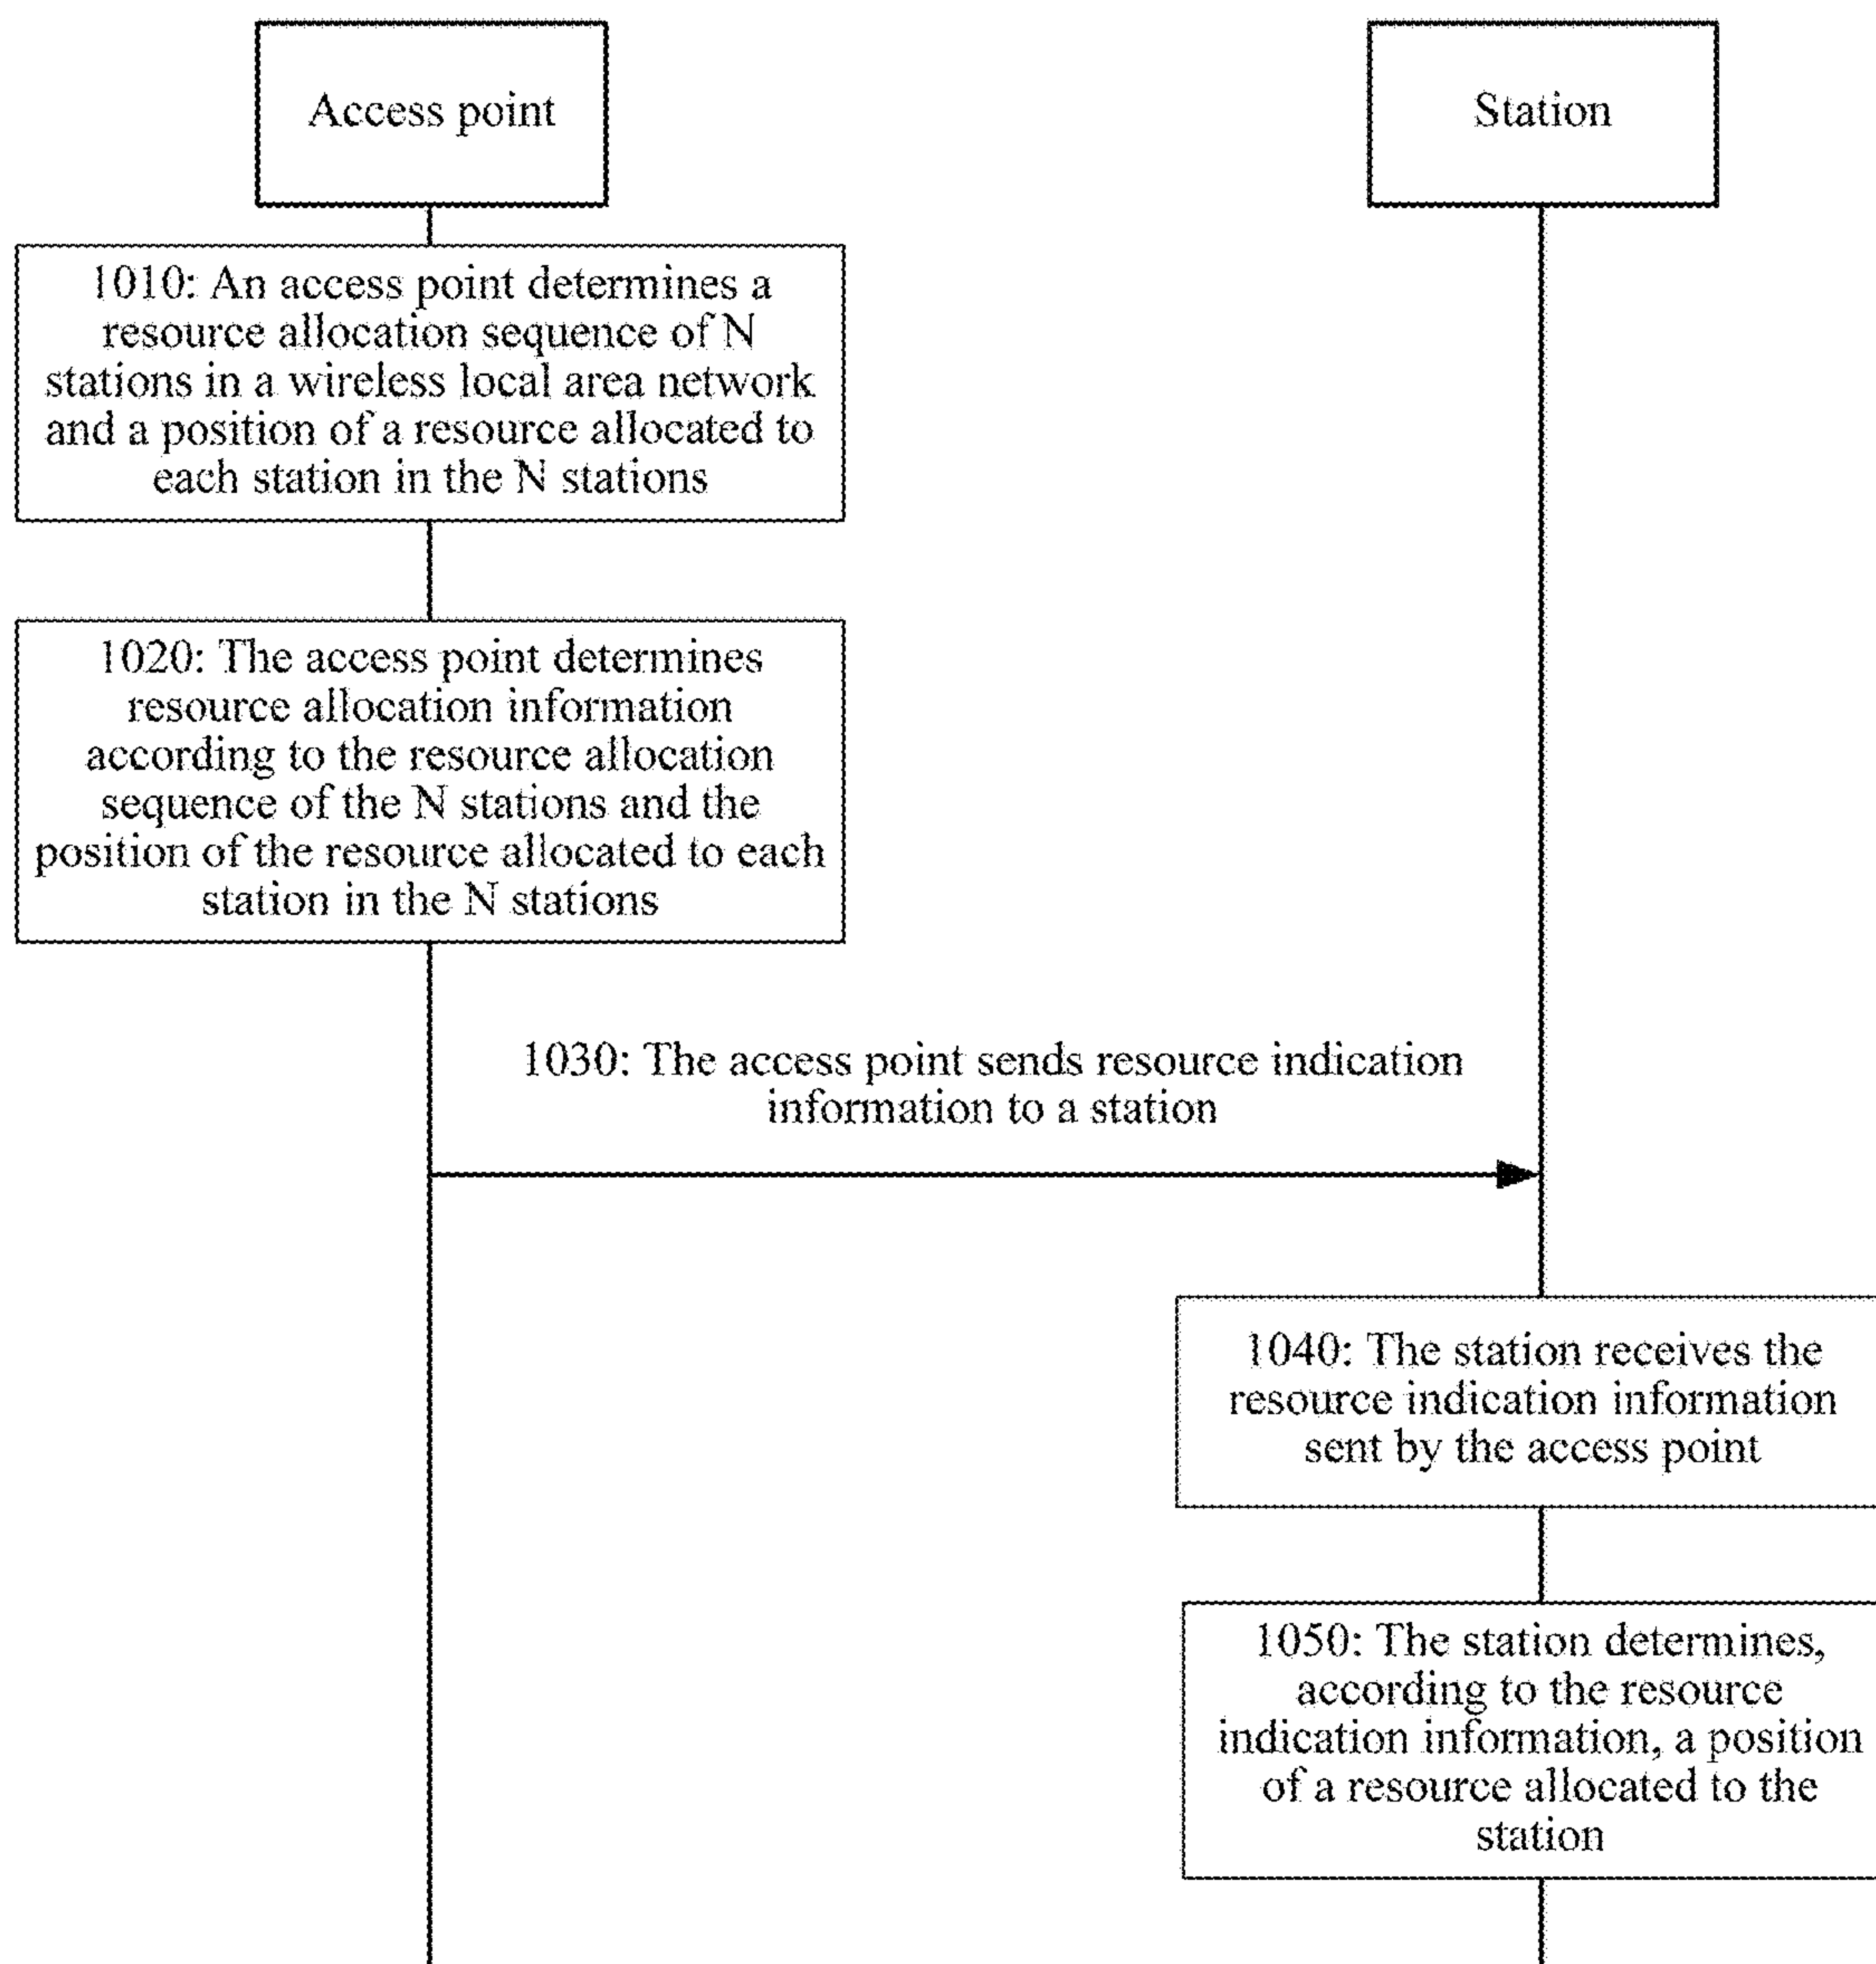 Access point
Station
1010: An access point determines a
resource allocation sequence of N
stations in a wireless local area network
and a position of a resource allocated to
each station in the N stations
1020: The access point determines
resource allocation information
according to the resource allocation
sequence of the N stations and the
position of the resource allocated to each
station in the N stations
1030: The access point sends resource indication
information to a station
1040: The station receives the
resource indication information
sent by the access point
1050: The station determines,
according to the resource
indication information, a position
of a resource allocated to the
station